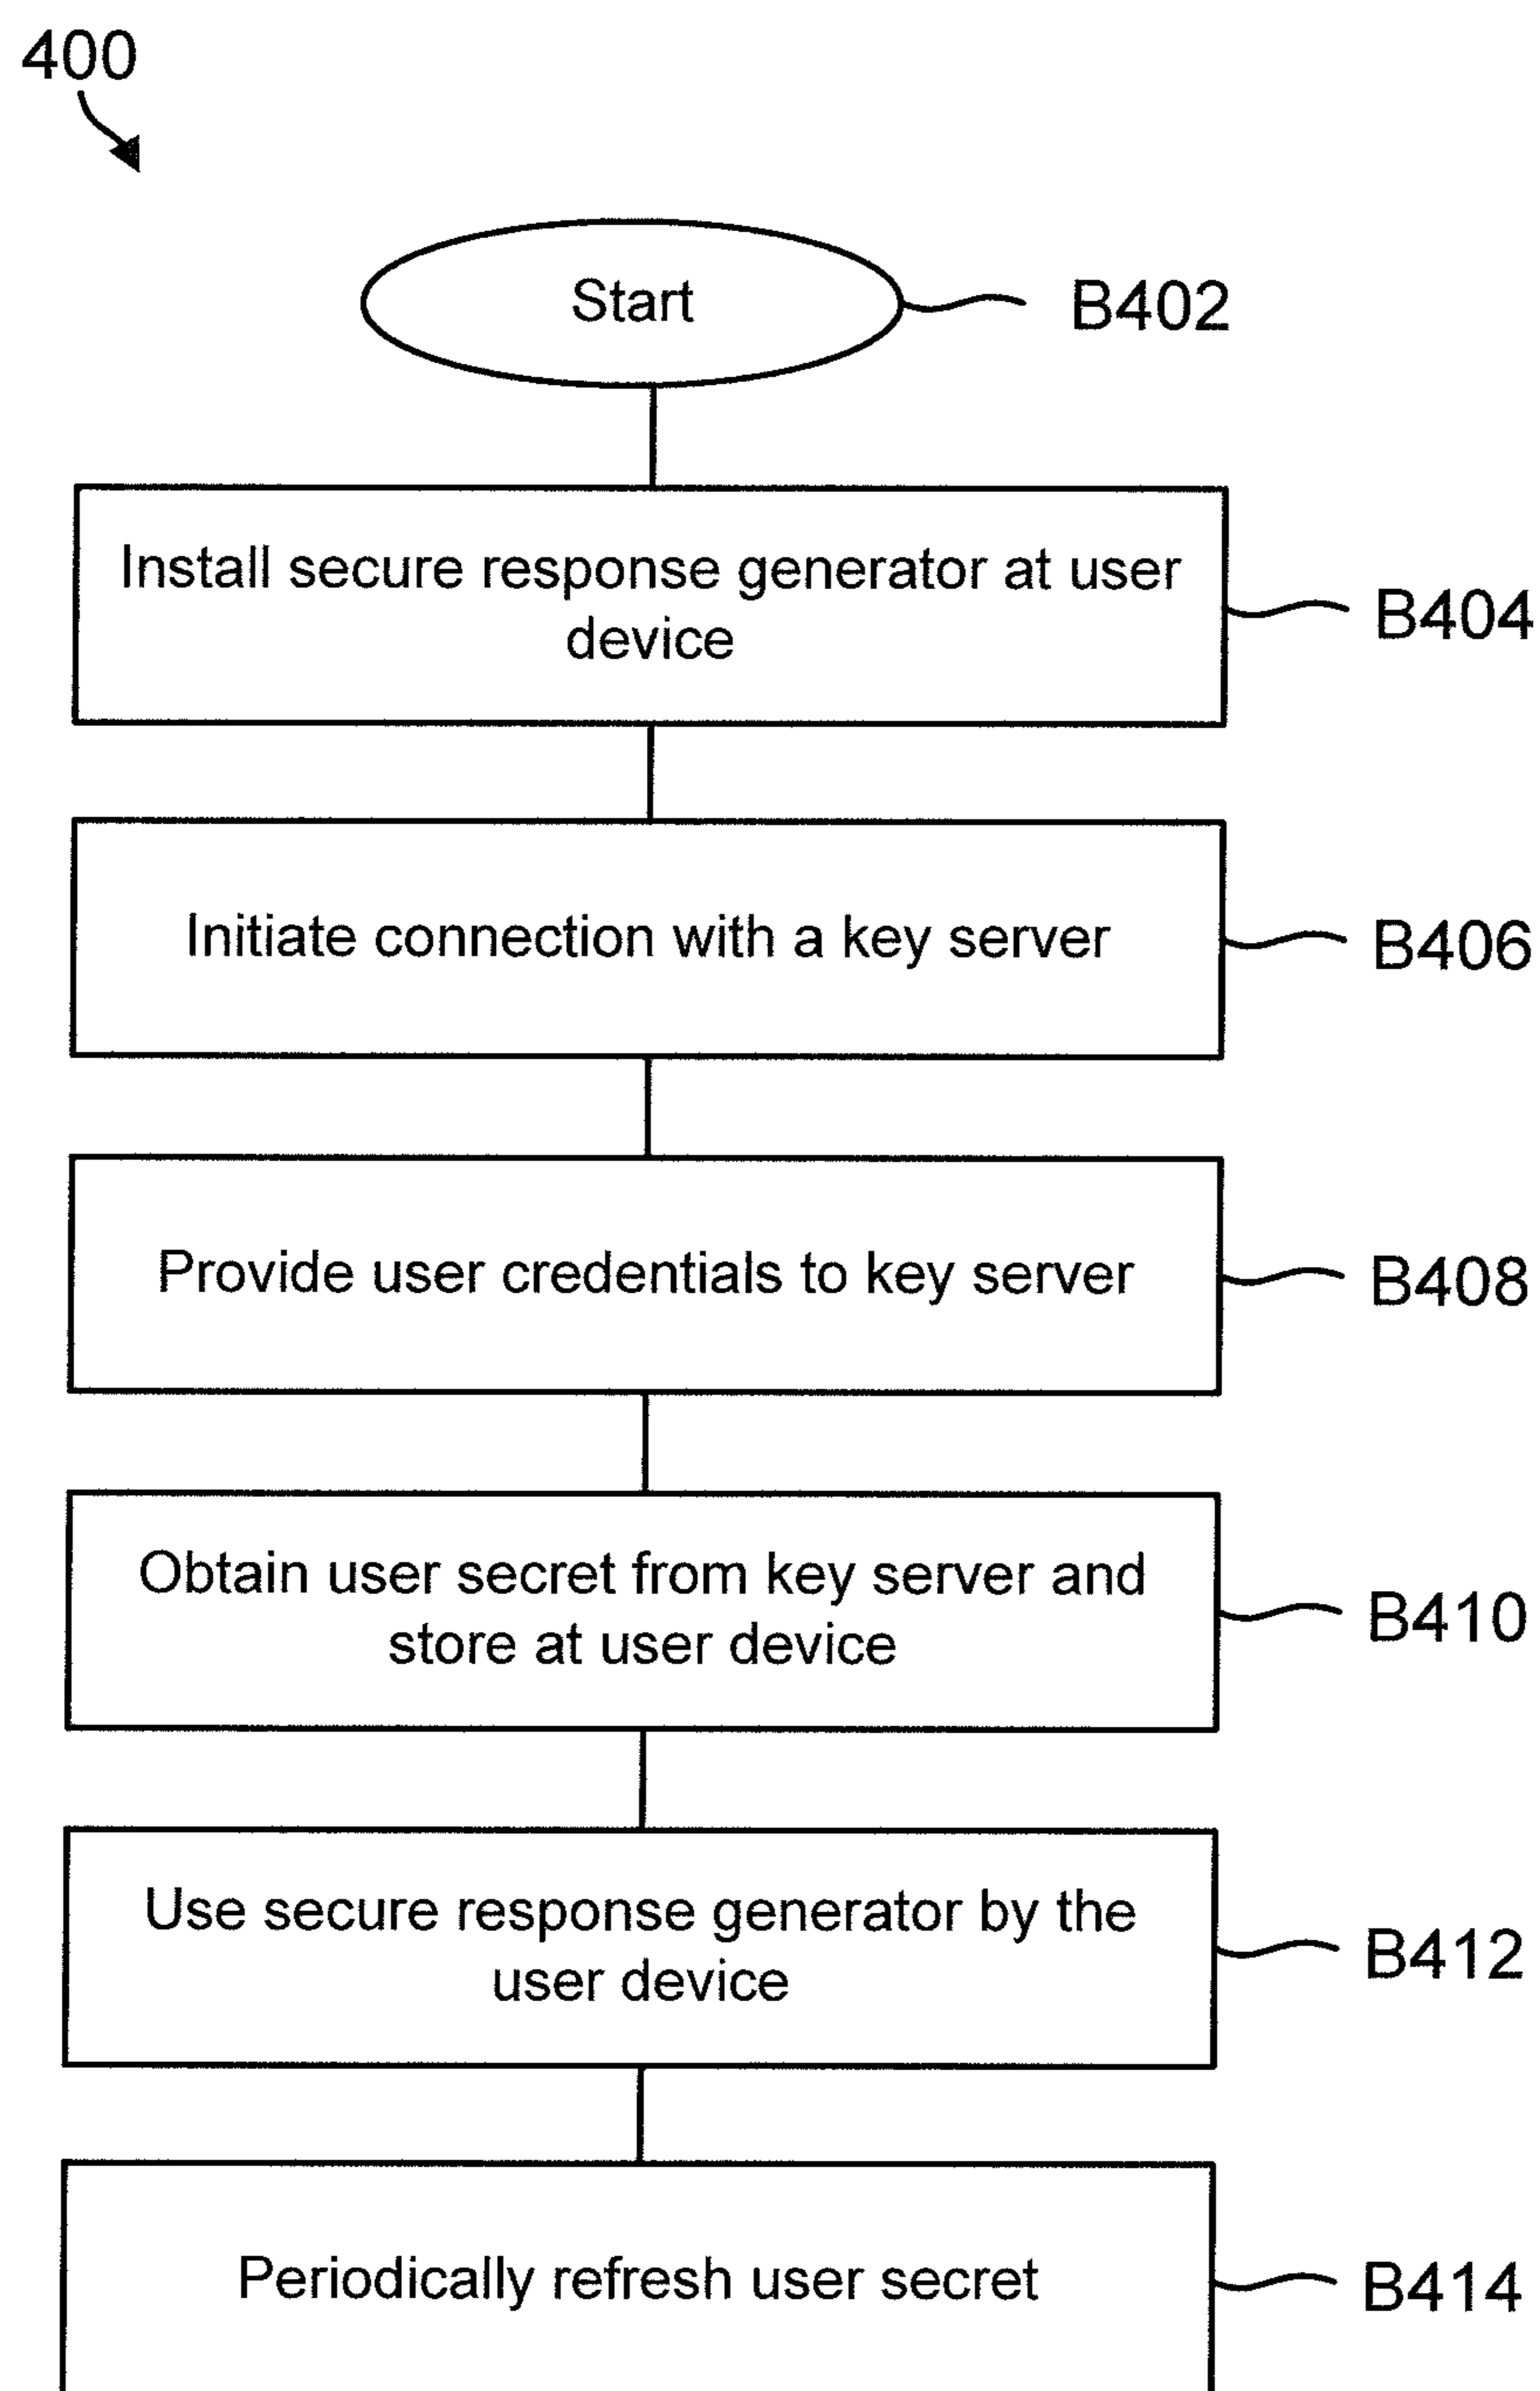 400
Start
B402
Install secure response generator at user
device
B404
Initiate connection with a key server
B406
Provide user credentials to key server
B408
Obtain user secret from key server and
store at user device
B410
Use secure response generator by the
user device
B412
Periodically refresh user secret
B414